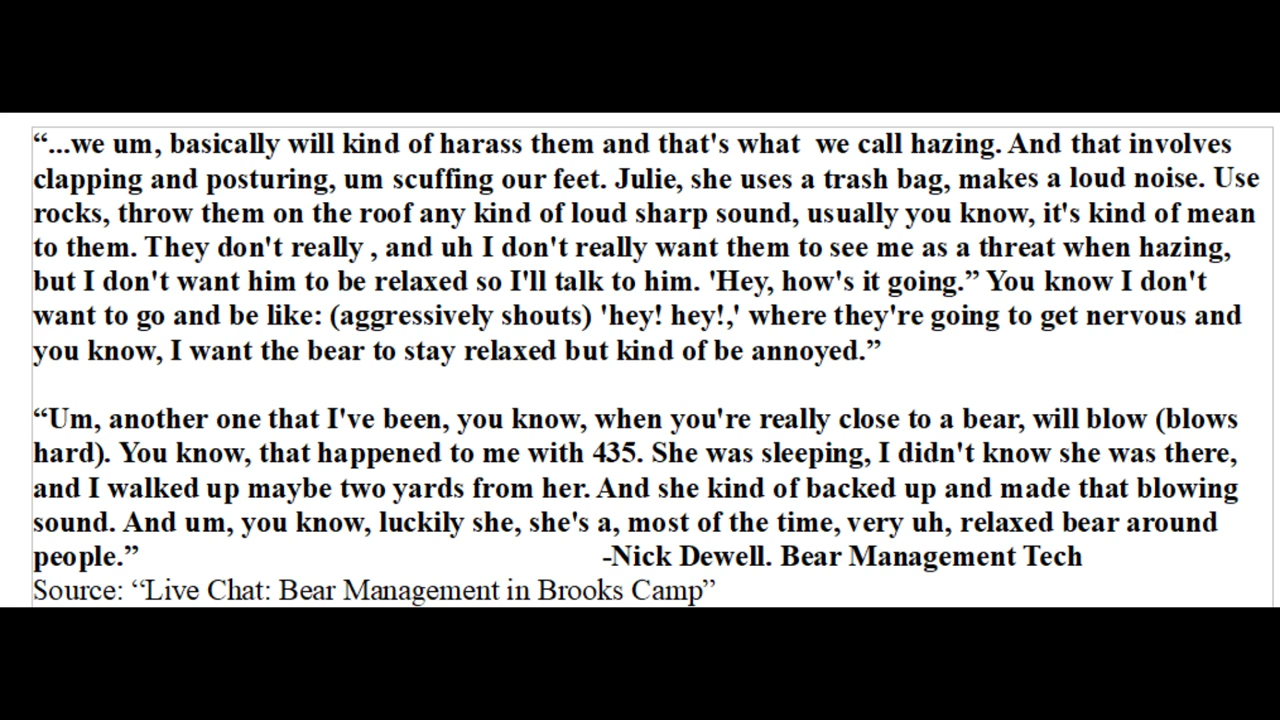 “...we um, basically will kind of harass them and that's what  we call hazing. And that involves
clapping and posturing, um scuffing our feet. Julie, she uses a trash bag, makes a loud noise. Use
rocks, throw them on the roof any kind of loud sharp sound, usually you know, it's kind of mean
to them. They don't really , and uh I don't really want them to see me as a threat when hazing,
but I don't want him to be relaxed so I'll talk to him. 'Hey, how's it going.” You know I don't
want to go and be like: (aggressively shouts) 'hey! hey!,' where they're going to get nervous and
you know, I want the bear to stay relaxed but kind of be annoyed.”
“Um, another one that I've been, you know, when you're really close to a bear, will blow (blows
hard). You know, that happened to me with 435. She was sleeping, I didn't know she was there,
and I walked up maybe two yards from her. And she kind of backed up and made that blowing
sound. And um, you know, luckily she, she's a, most of the time, very uh, relaxed bear around
people.” -Nick Dewell. Bear Management Tech
Source: “Live Chat: Bear Management in Brooks Camp”